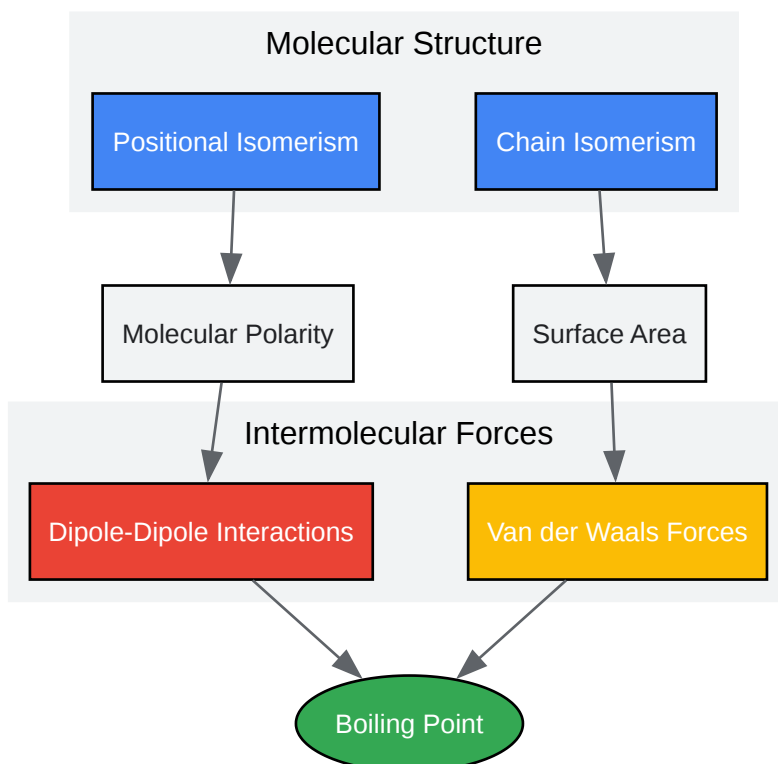 Molecular Structure
Positional Isomerism
Chain Isomerism
Molecular Polarity
Surface Area
Intermolecular Forces
Dipole-Dipole Interactions
Van der Waals Forces
Boiling Point